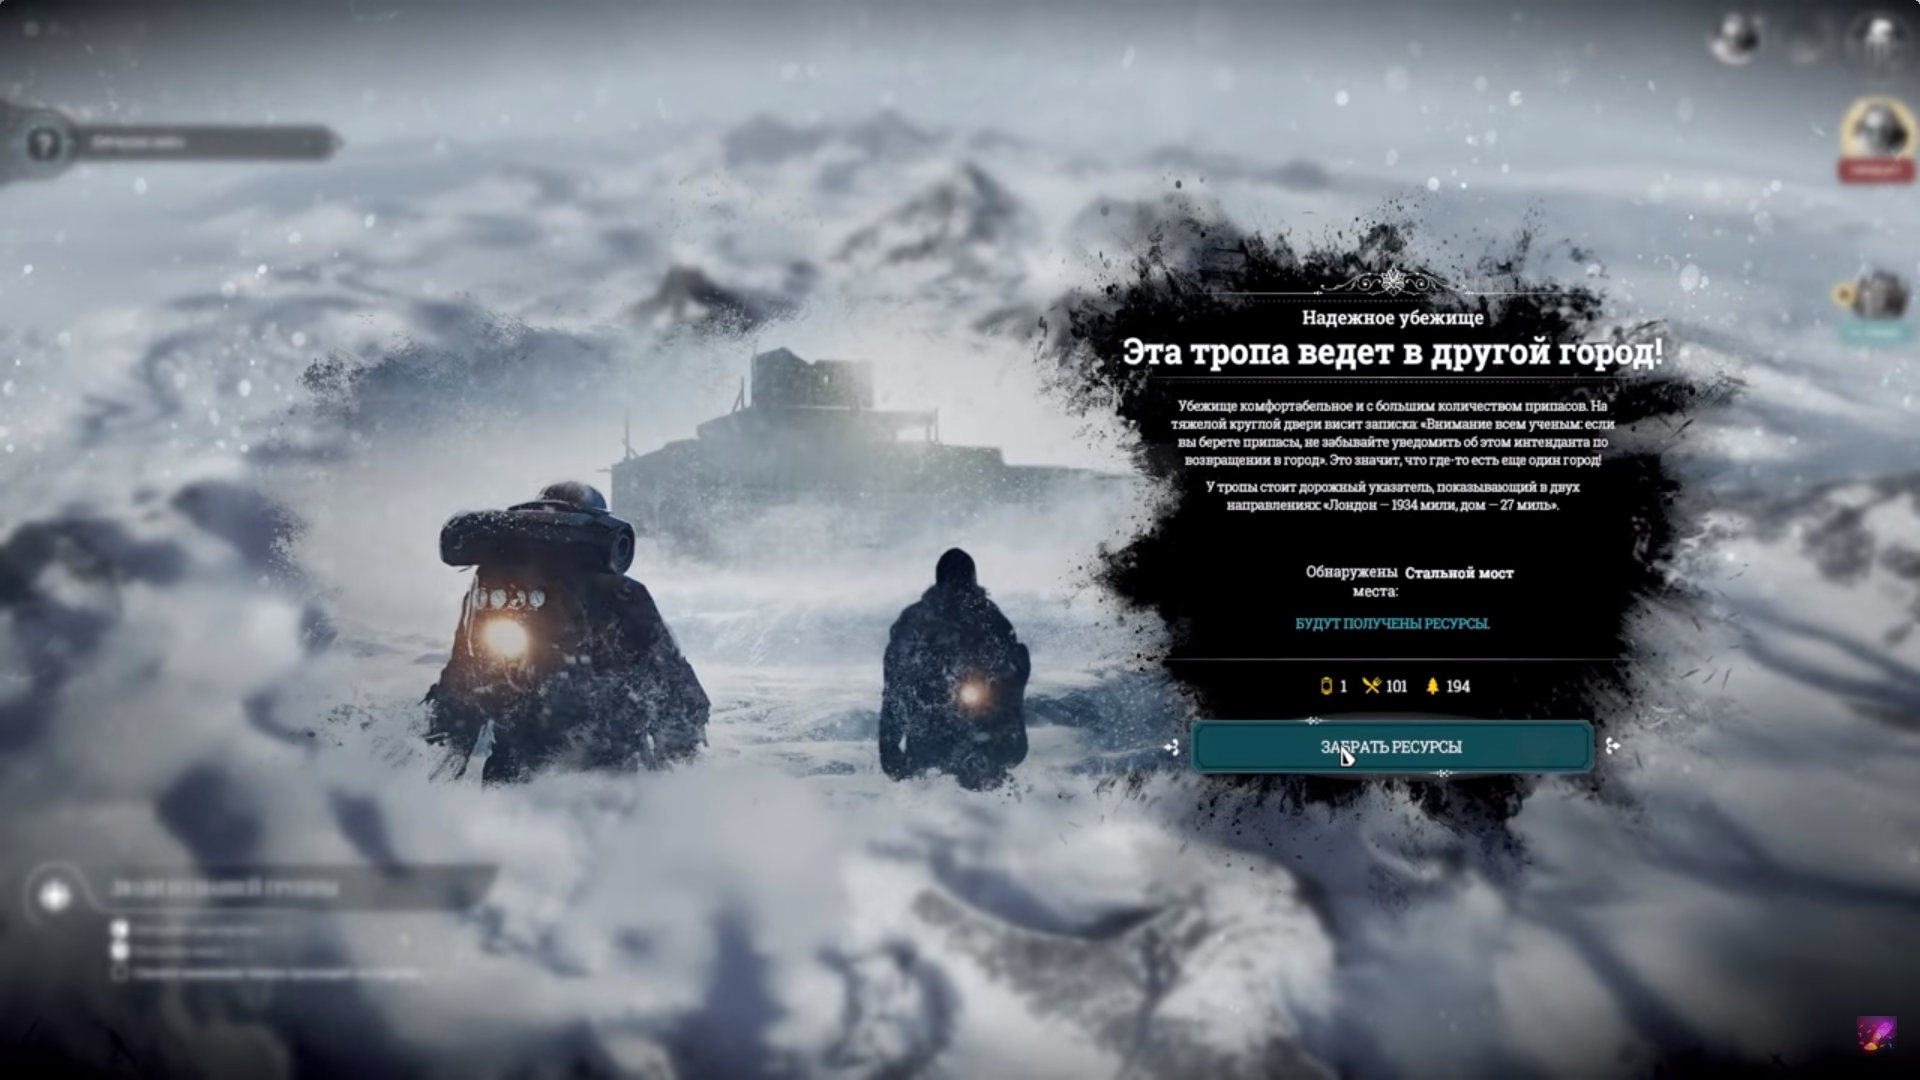 Надежное убежище
Эта тропа ведет в другой город!
Убежище комфортабельное и с большим количеством припасов. На
тяжелой круглой двери висит записка: «Внимание всем ученым: если
вы берете припасы, не забывайте уведомить об этом интенданта по
возвращении в город». Это значит, что где-то есть еще один город!
У тропы стоит дорожный указатель, показывающий в двух
направлениях: «Лондон — 1934 мили, дом — 27 миль».
Обнаружены Стальной мост
места:
БУДУТ ПОЛУЧЕНЫ РЕСУРСЫ.
1 101 194
ЗАБРАТЬ РЕСУРСЫ